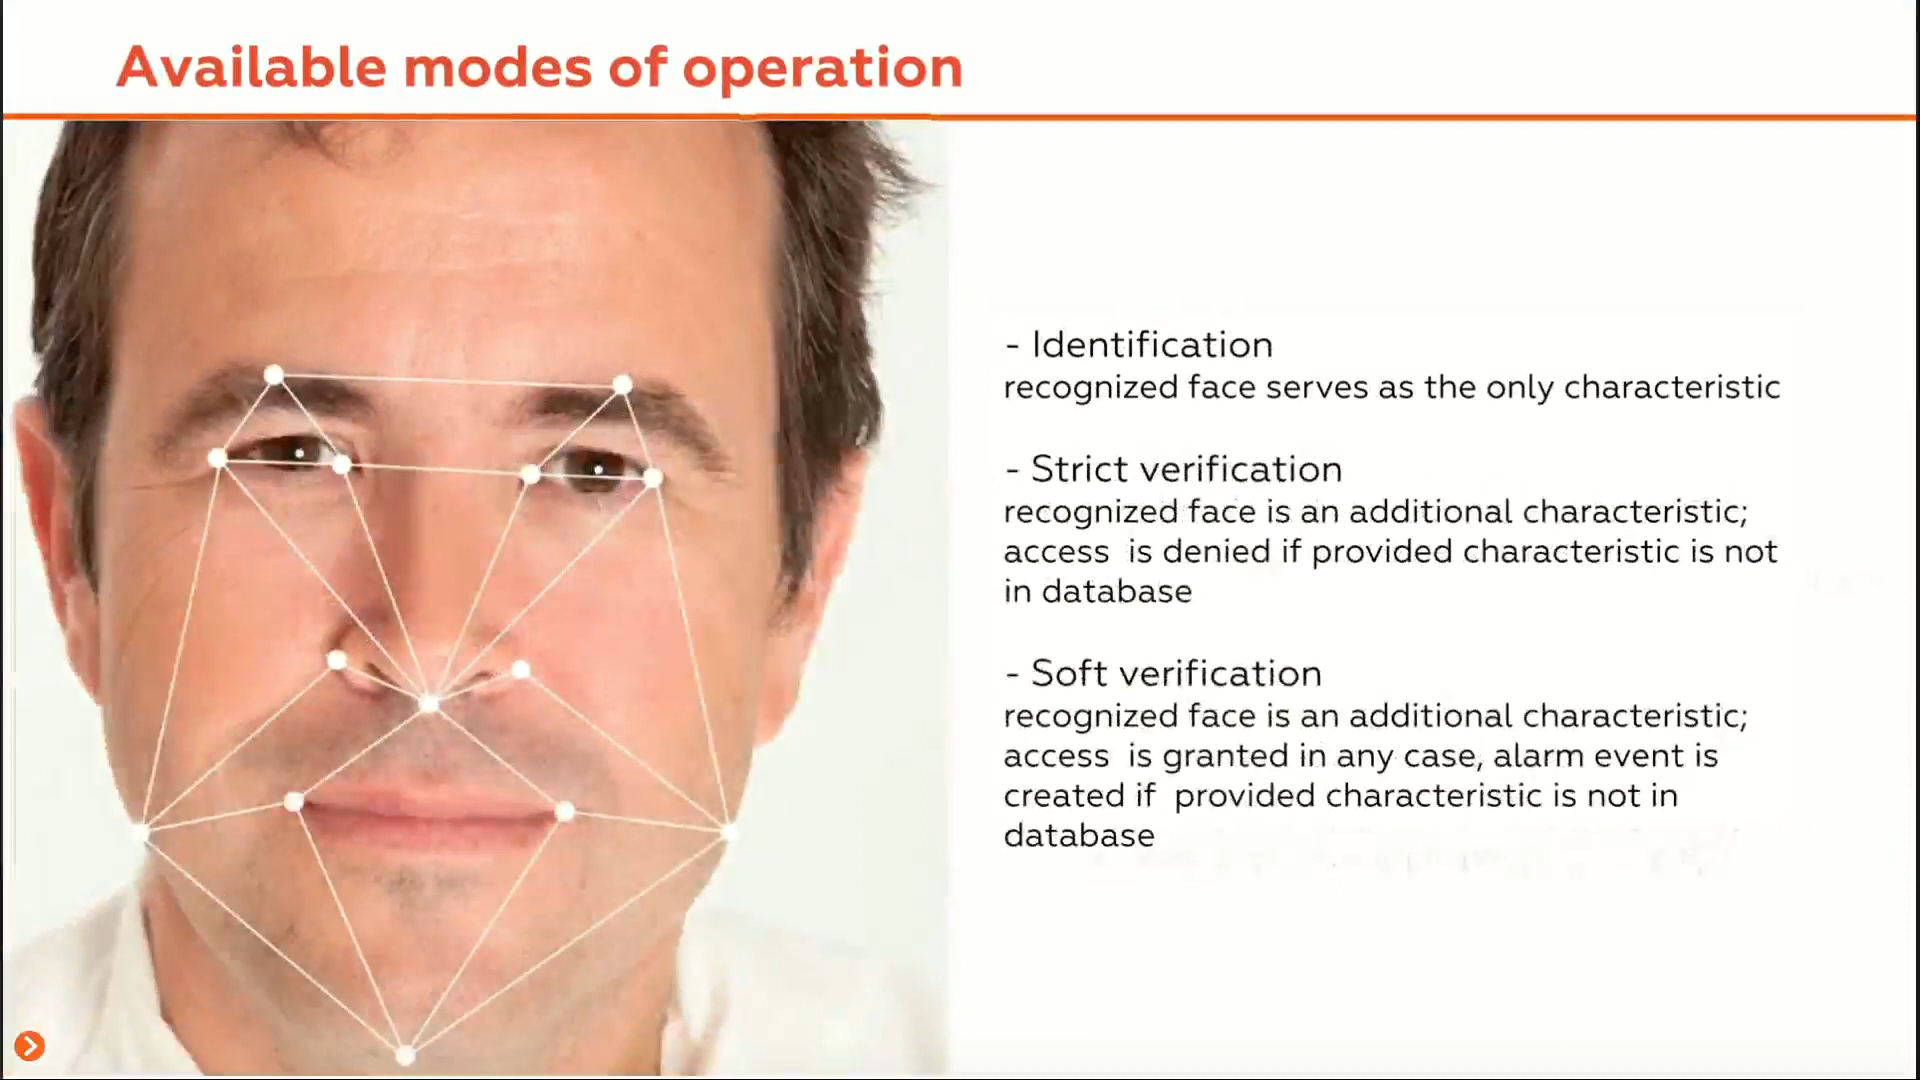 Available modes of operation
- Identification
recognized face serves as the only characteristic
- Strict verification
recognized face is an additional characteristic;
access  is denied if provided characteristic is not
in database
- Soft verification
recognized face is an additional characteristic;
access  is granted in any case, alarm event is
created if  provided characteristic is not in
database